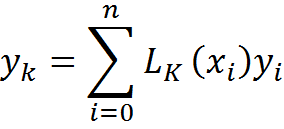 $y_k = \sum_{i=0}^{n} L_K (x_i) y_i$